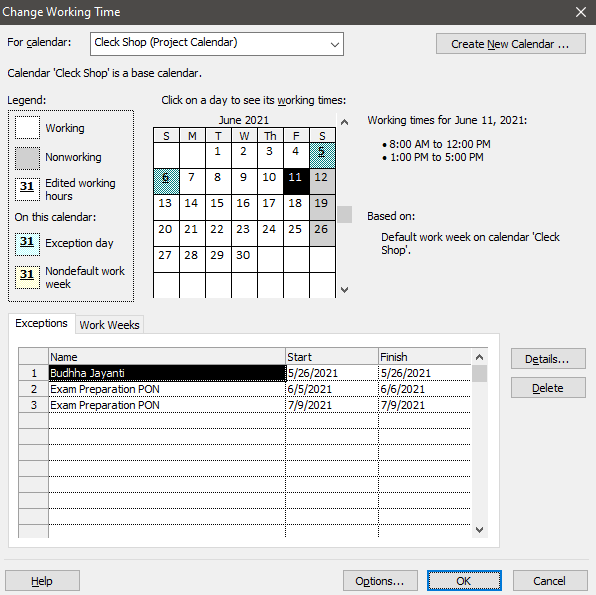 Change Working Time
For calendar: Cleck Shop (Project Calendar) Create New Calendar ...
Calendar 'Cleck Shop' is a base calendar.
Legend:
Working
Nonworking
31 Edited working
hours
On this calendar:
31 Exception day
31 Nondefault work
week
Click on a day to see its working times:
June 2021
S M T W Th F S
1 2 3 4 5
6 7 8 9 10 11 12
13 14 15 16 17 18 19
20 21 22 23 24 25 26
27 28 29 30
Working times for June 11, 2021:
• 8:00 AM to 12:00 PM
• 1:00 PM to 5:00 PM
Based on:
Default work week on calendar 'Cleck
Shop'.
Exceptions Work Weeks
Name Start Finish
1 Budhha Jayanti 5/26/2021 5/26/2021
2 Exam Preparation PON 6/5/2021 6/6/2021
3 Exam Preparation PON 7/9/2021 7/9/2021
Details...
Delete
Help Options... OK Cancel